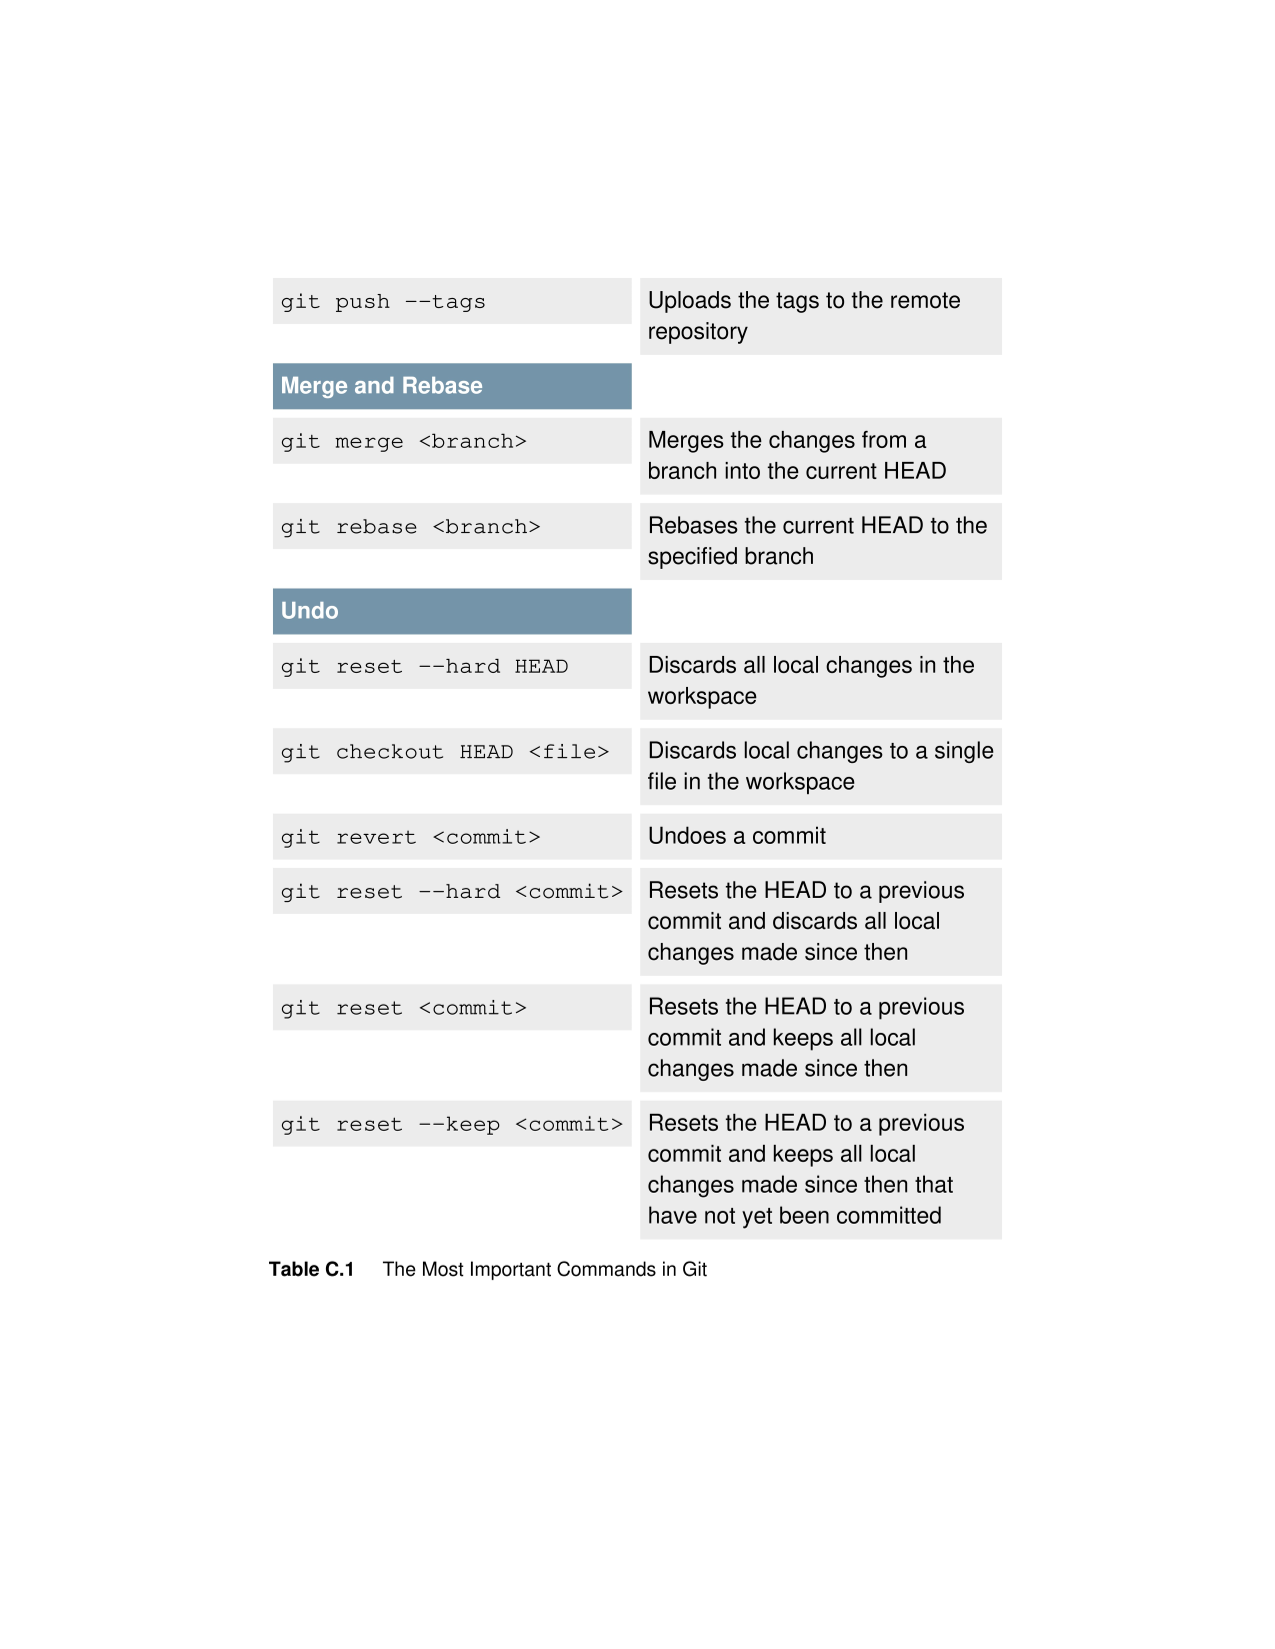 git push --tags
Uploads the tags to the remote
repository
Merge and Rebase
git merge <branch>
Merges the changes from a
branch into the current HEAD
git rebase <branch>
Rebases the current HEAD to the
specified branch
Undo
git reset --hard HEAD
Discards all local changes in the
workspace
git checkout HEAD <file>
Discards local changes to a single
file in the workspace
git revert <commit>
Undoes a commit
git reset --hard <commit>
Resets the HEAD to a previous
commit and discards all local
changes made since then
git reset <commit>
Resets the HEAD to a previous
commit and keeps all local
changes made since then
git reset --keep <commit>
Resets the HEAD to a previous
commit and keeps all local
changes made since then that
have not yet been committed
Table C.1 The Most Important Commands in Git